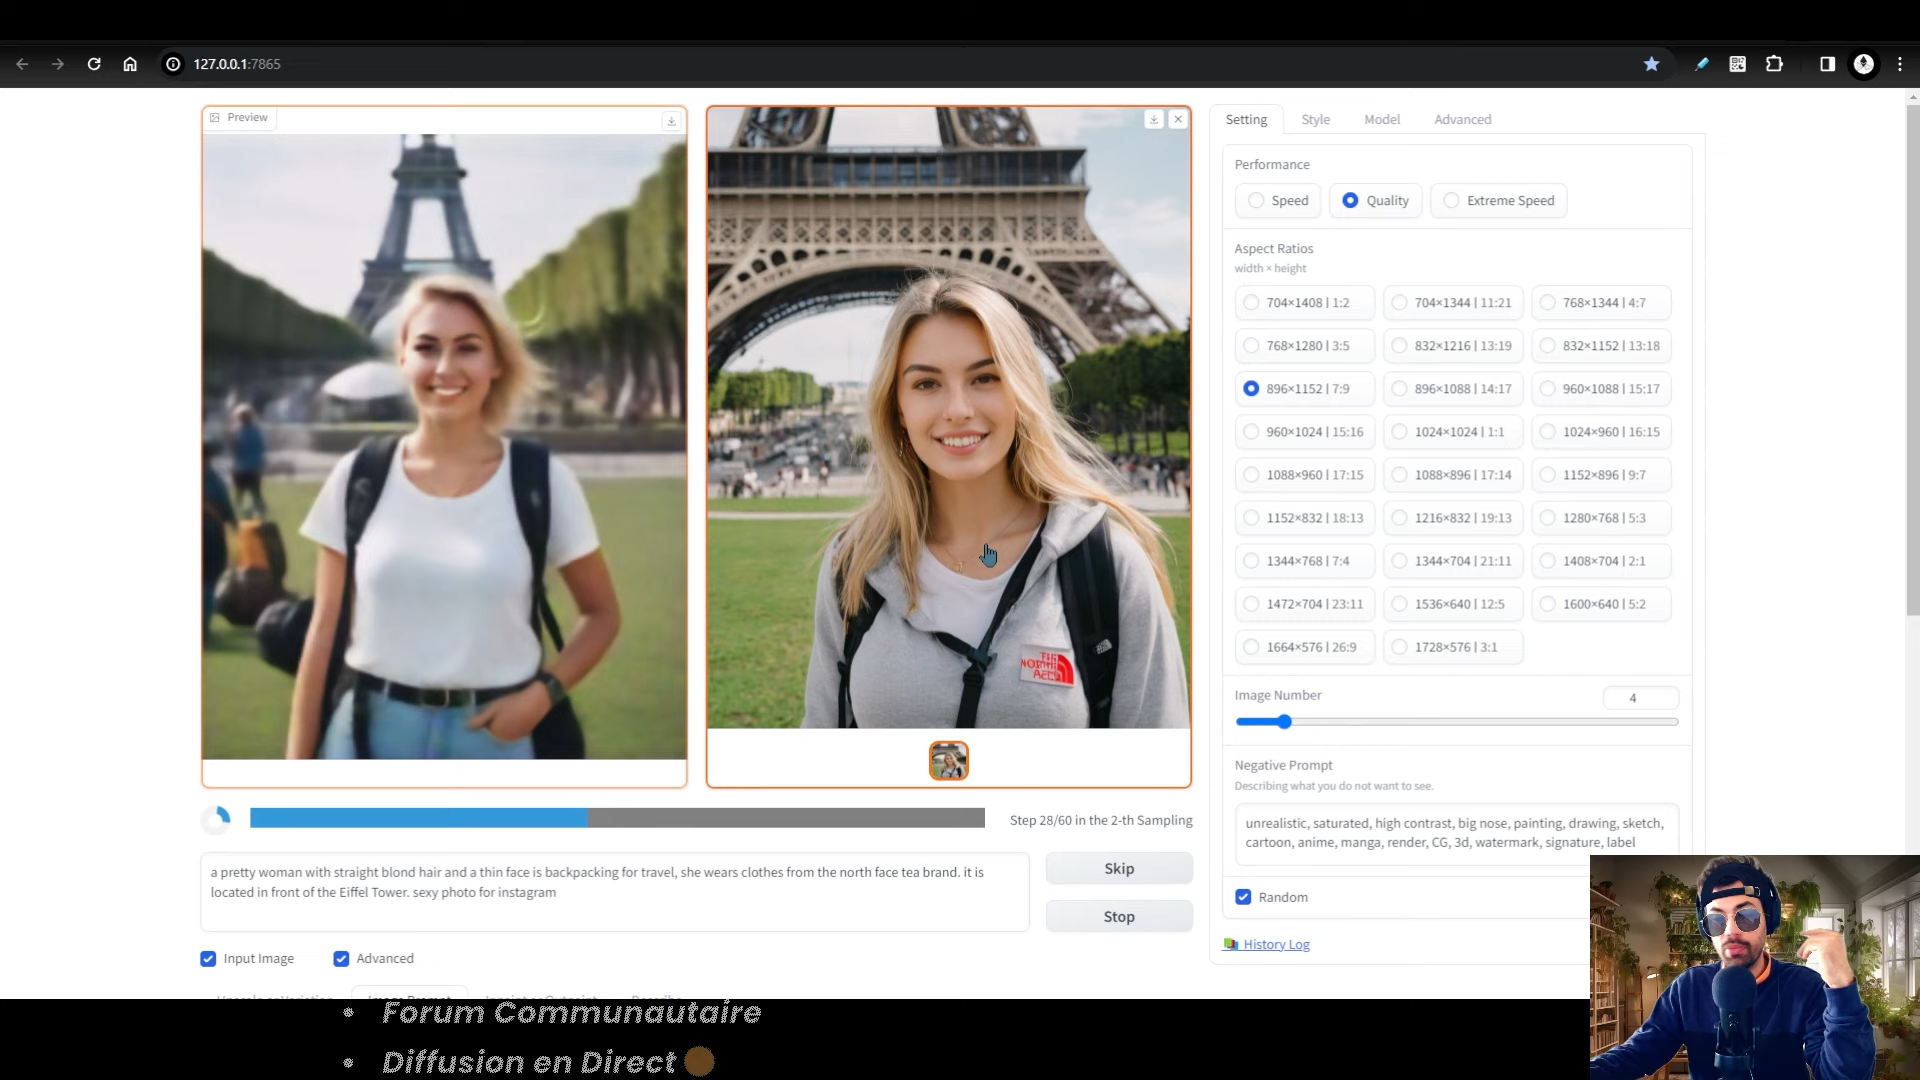 127.0.0.1:7865
Preview
Setting Style Model Advanced
Performance
Speed Quality Extreme Speed
Aspect Ratios
width × height
704×1408 | 1:2 704×1344 | 11:21 768×1344 | 4:7
768×1280 | 3:5 832×1216 | 13:19 832×1152 | 13:18
896×1152 | 7:9 896×1088 | 14:17 960×1088 | 15:17
960×1024 | 15:16 1024×1024 | 1:1 1024×960 | 16:15
1088×960 | 17:15 1088×896 | 17:14 1152×896 | 9:7
1152×832 | 18:13 1216×832 | 19:13 1280×768 | 5:3
1344×768 | 7:4 1344×704 | 21:11 1408×704 | 2:1
1472×704 | 23:11 1536×640 | 12:5 1600×640 | 5:2
1664×576 | 26:9 1728×576 | 3:1
Image Number 4
Negative Prompt
Describing what you do not want to see.
unrealistic, saturated, high contrast, big nose, painting, drawing, sketch,
cartoon, anime, manga, render, CG, 3d, watermark, signature, label
Random
History Log
Step 28/60 in the 2-th Sampling
a pretty woman with straight blond hair and a thin face is backpacking for travel, she wears clothes from the north face tea brand. it is
located in front of the Eiffel Tower. sexy photo for instagram
Skip
Stop
Input Image Advanced
• Forum Communautaire
• Diffusion en Direct